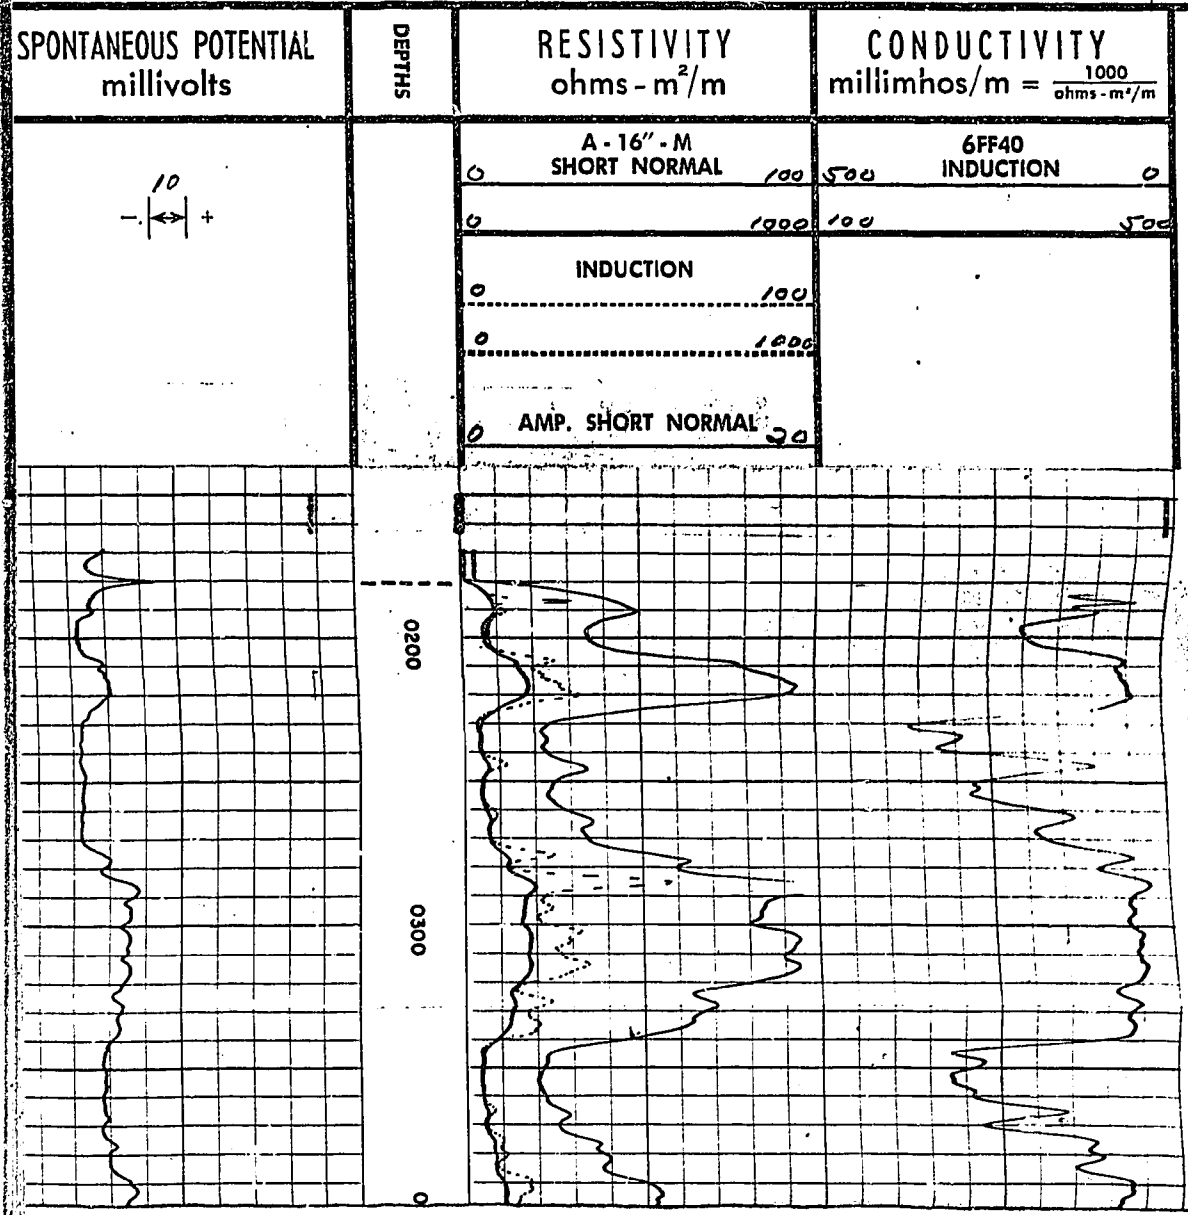 SPONTANEOUS POTENTIAL
millivolts
DEPTHS
RESISTIVITY
ohms - m²/m
CONDUCTIVITY
millimhos/m = 1000
ohms - m²/m
10
- +
A - 16" - M
SHORT NORMAL
0 100
0 1000
INDUCTION
0 100
0 1000
AMP. SHORT NORMAL
0 20
6FF40
INDUCTION
500 0
100 500
0200
0300
0